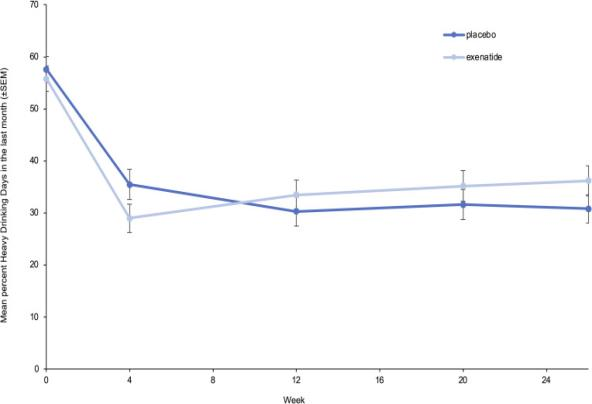 70
60
50
40
30
20
10
0
Mean percent Heavy Drinking Days in the last month (±SEM)
placebo
exenatide
0 4 8 12 16 20 24
Week